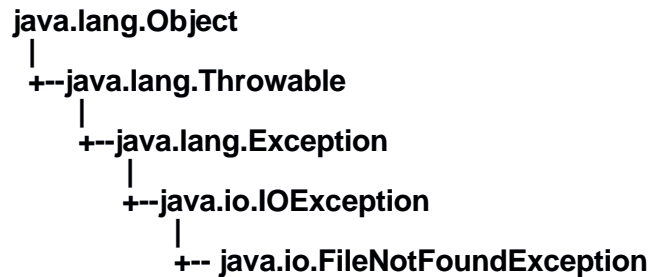 java.lang.Object
|
+--java.lang.Throwable
|
+--java.lang.Exception
|
+--java.io.IOException
|
+-- java.io.FileNotFoundException